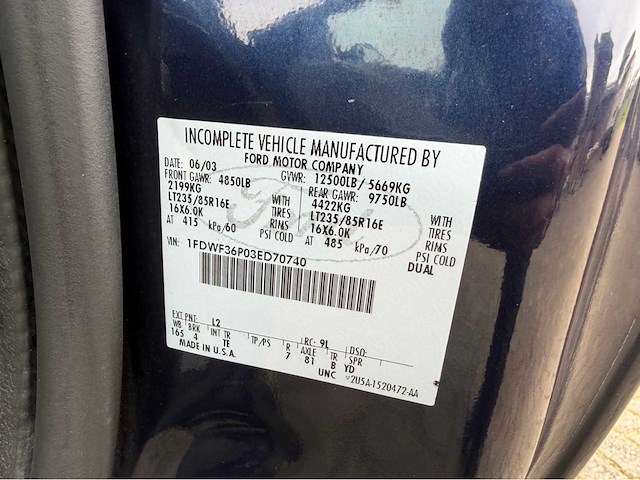 INCOMPLETE VEHICLE MANUFACTURED BY
FORD MOTOR COMPANY
DATE: 06/03 GVWR: 12500LB/ 5669KG
FRONT GAWR: 4850LB REAR GAWR: 9750LB
2199KG WITH 4422KG WITH
LT235/85R16E TIRES LT235/85R16E TIRES
16X6.0K RIMS 16X6.0K RIMS
AT 415 kPa/60 PSI COLD AT 485 kPa/70 PSI COLD
DUAL
VIN: 1FDWF36P03ED70740
Ford
EXT PNT: L2 RC: 9L DSO:
WB BRK INT TR TP/PS R AXLE TR SPR
165 4 TE 7 81 B YD
MADE IN U.S.A. UNC V2U5A-1520472-AA